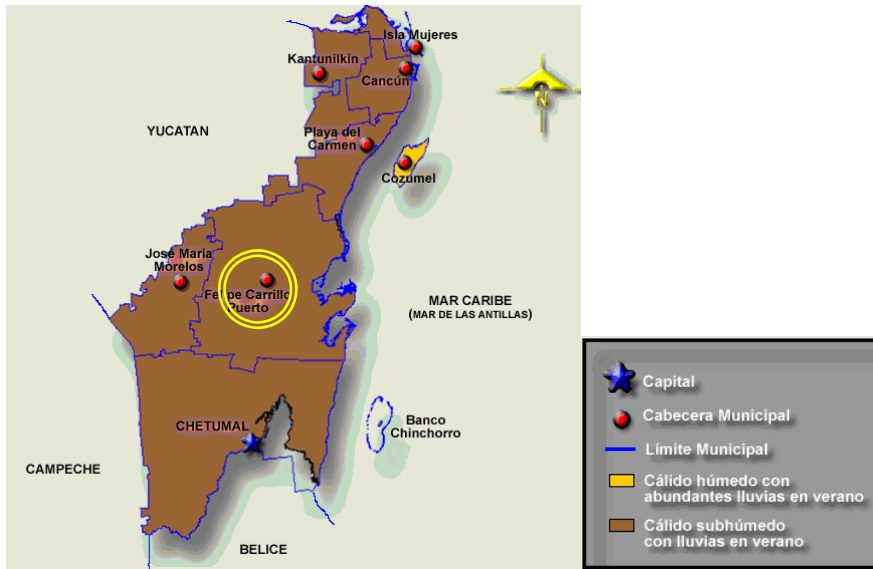 Isla Mujeres
Kantunilkín
Cancún
N
YUCATAN
Playa del
Carmen
Cozumel
José María
Morelos
Felipe Carrillo
Puerto
MAR CARIBE
(MAR DE LAS ANTILLAS)
CHETUMAL
Banco
Chinchorro
CAMPECHE
BELICE
Capital
Cabecera Municipal
Límite Municipal
Cálido húmedo con
abundantes lluvias en verano
Cálido subhúmedo
con lluvias en verano